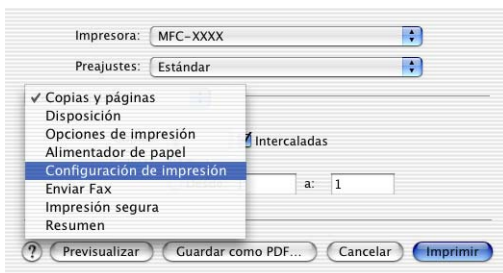 Impresora: MFC-XXXX
Preajustes: Estándar
✓ Copias y páginas
Disposición
Opciones de impresión
Intercaladas
Alimentador de papel
Configuración de impresión
a: 1
Enviar Fax
Impresión segura
Resumen
? Previsualizar Guardar como PDF... Cancelar Imprimir